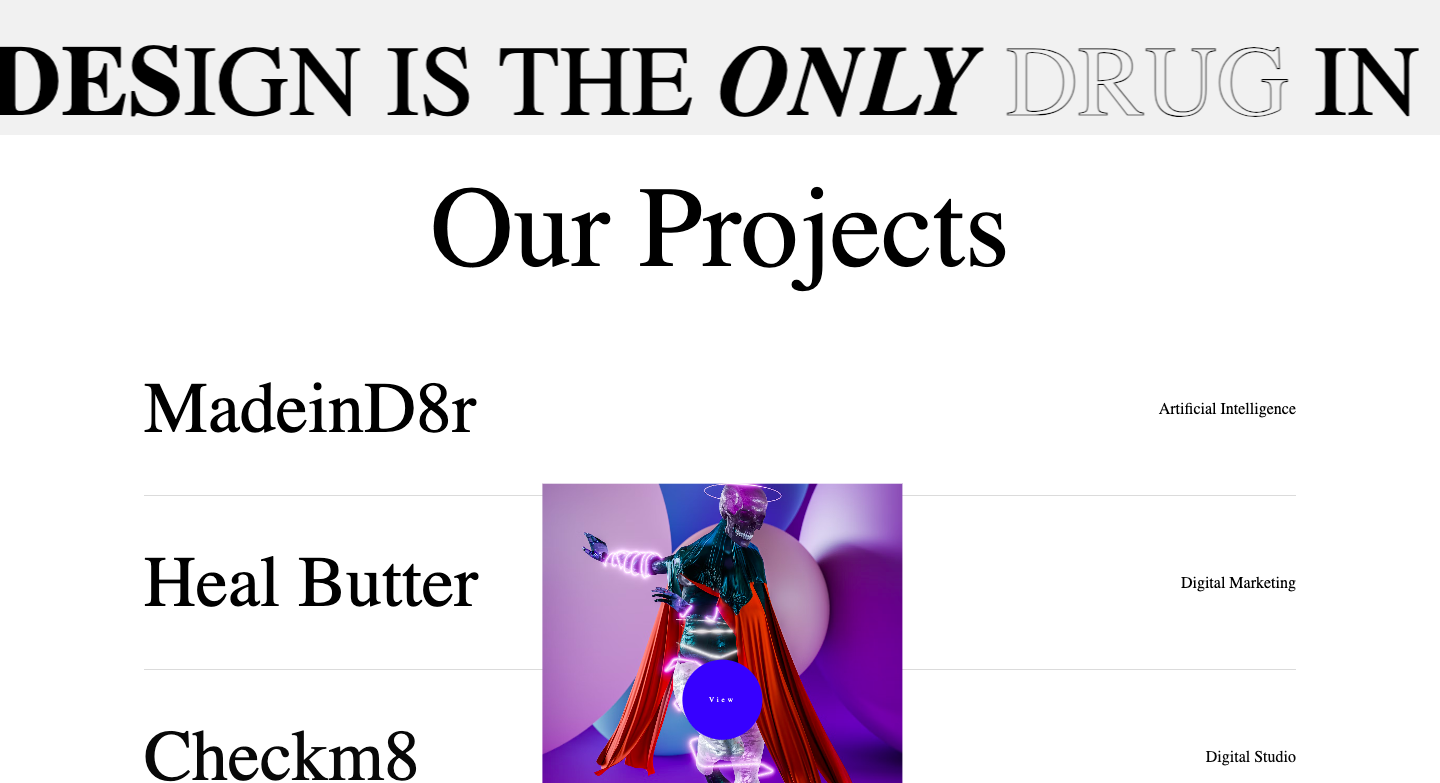 DESIGN IS THE ONLY DRUG IN
Our Projects
MadeinD8r
Artificial Intelligence
Heal Butter
Digital Marketing
View
Checkm8
Digital Studio